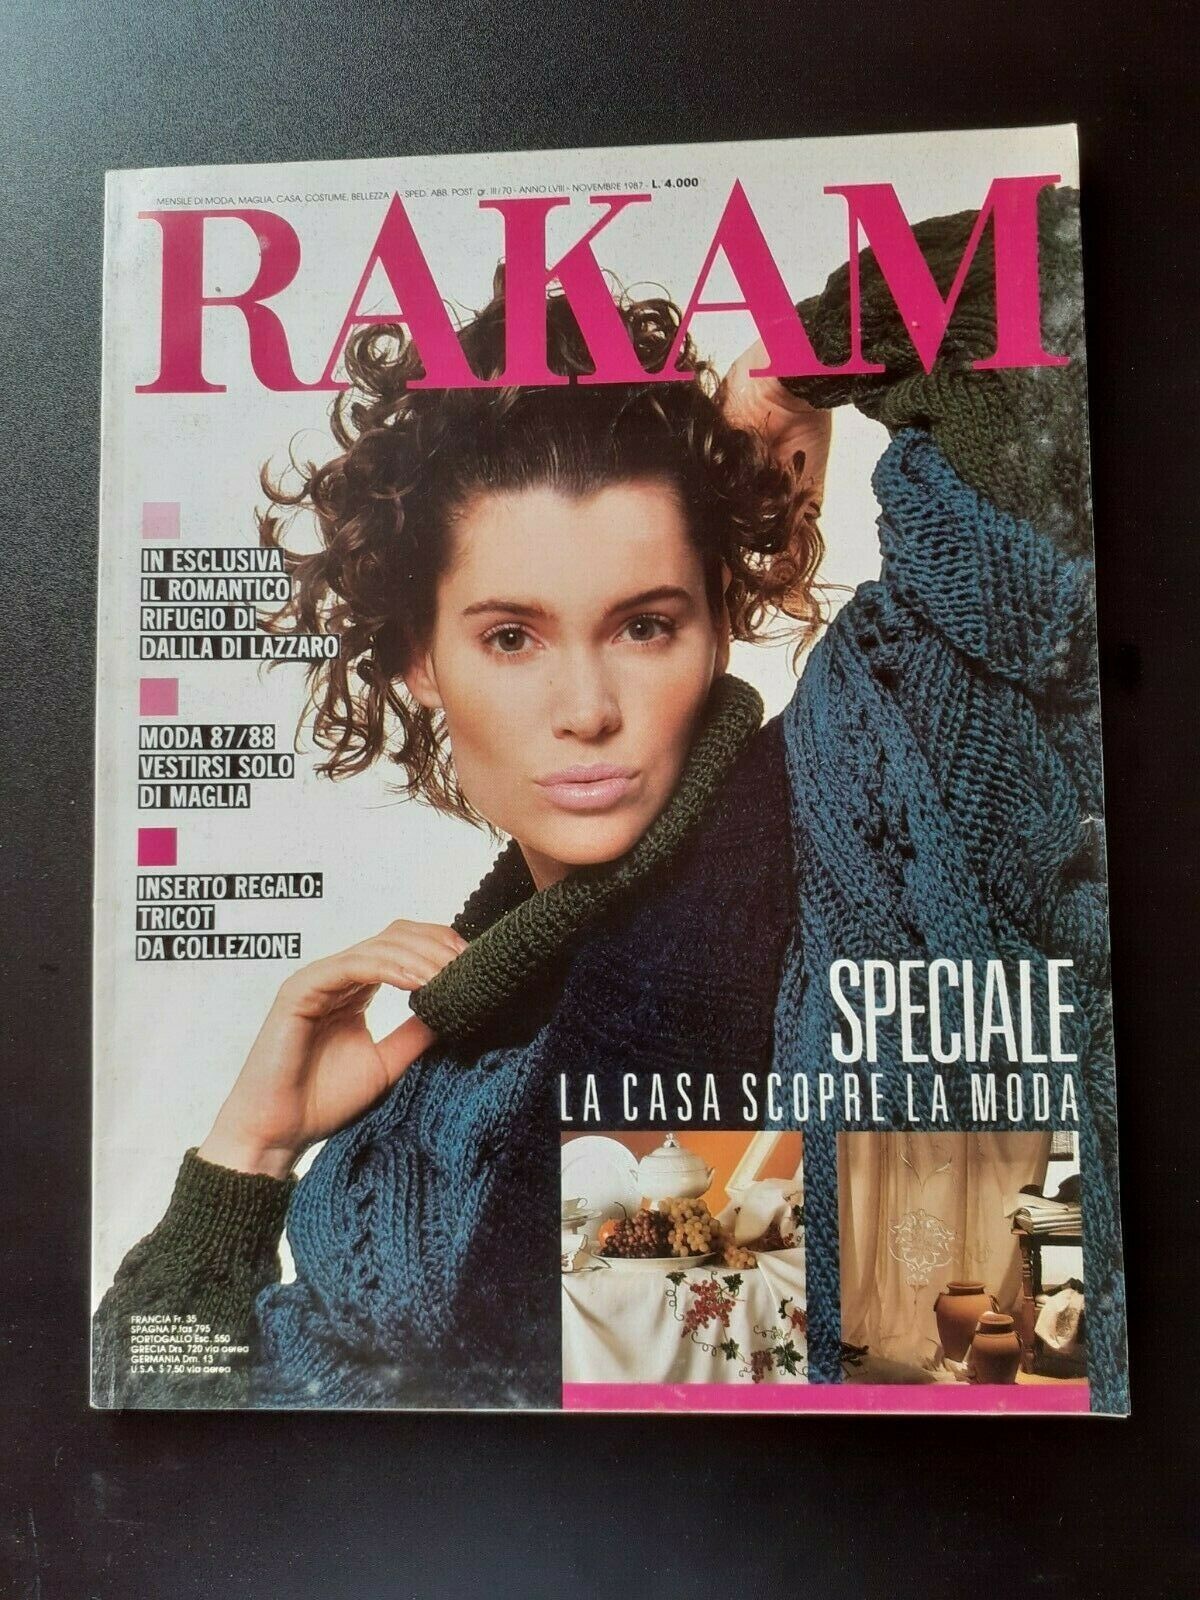 MENSILE DI MODA, MAGLIA, CASA, COSTUME, BELLEZZA - SPED. ABB. POST. gr. III/70 - ANNO LVIII - NOVEMBRE 1987 - L. 4.000
RAKAM
IN ESCLUSIVA
IL ROMANTICO
RIFUGIO DI
DALILA DI LAZZARO
MODA 87/88
VESTIRSI SOLO
DI MAGLIA
INSERTO REGALO:
TRICOT
DA COLLEZIONE
SPECIALE
LA CASA SCOPRE LA MODA
FRANCIA Fr. 35
SPAGNA P.tas 795
PORTOGALLO Esc. 550
GRECIA Drs. 720 via aerea
GERMANIA Dm. 13
U.S.A. $ 7,50 via aerea